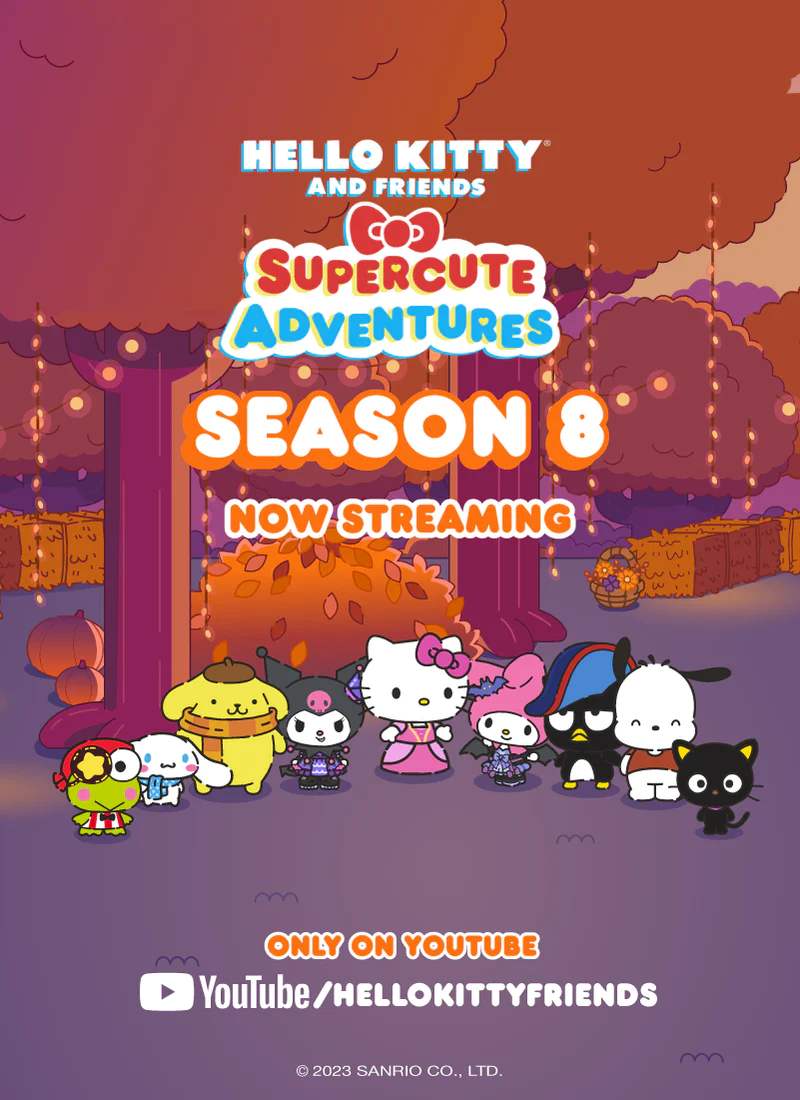 HELLO KITTY®
AND FRIENDS
SUPERCUTE
ADVENTURES
SEASON 8
NOW STREAMING
ONLY ON YOUTUBE
YouTube/HELLOKITTYFRIENDS
© 2023 SANRIO CO., LTD.